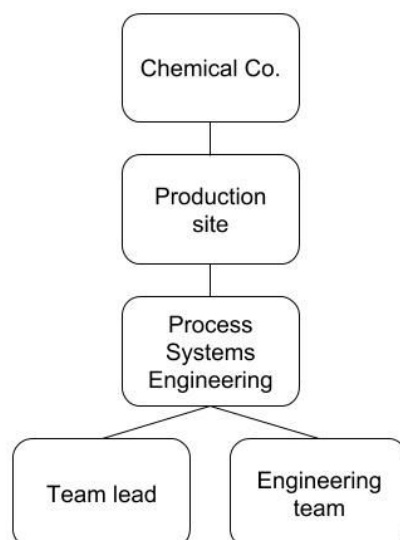 Chemical Co.
Production
site
Process
Systems
Engineering
Team lead
Engineering
team